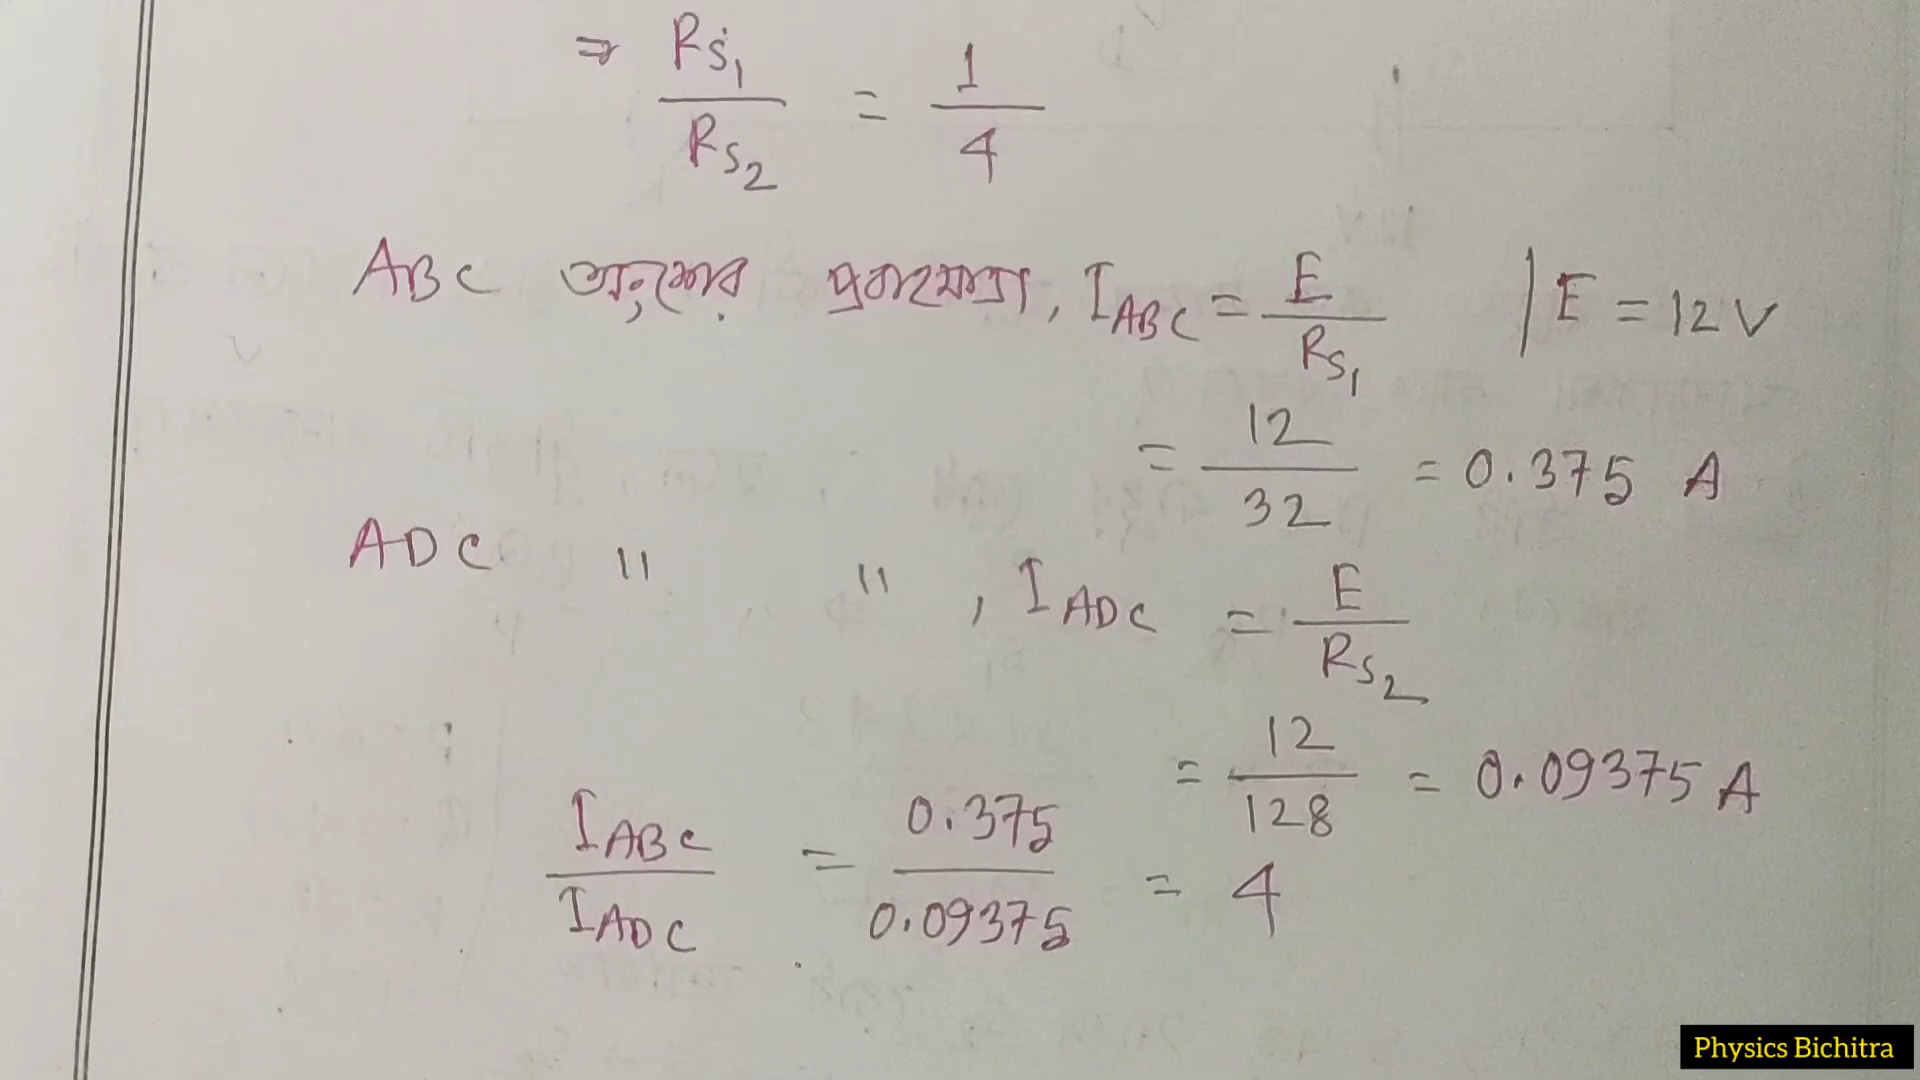 ⇒ Rs₁ / Rs₂ = 1 / 4
ABC অংশের প্রবাহমাত্রা, I_ABC = E / Rs₁ | E = 12 V
= 12 / 32 = 0.375 A
ADC " " , I_ADC = E / Rs₂
= 12 / 128 = 0.09375 A
I_ABC / I_ADC = 0.375 / 0.09375 = 4
Physics Bichitra